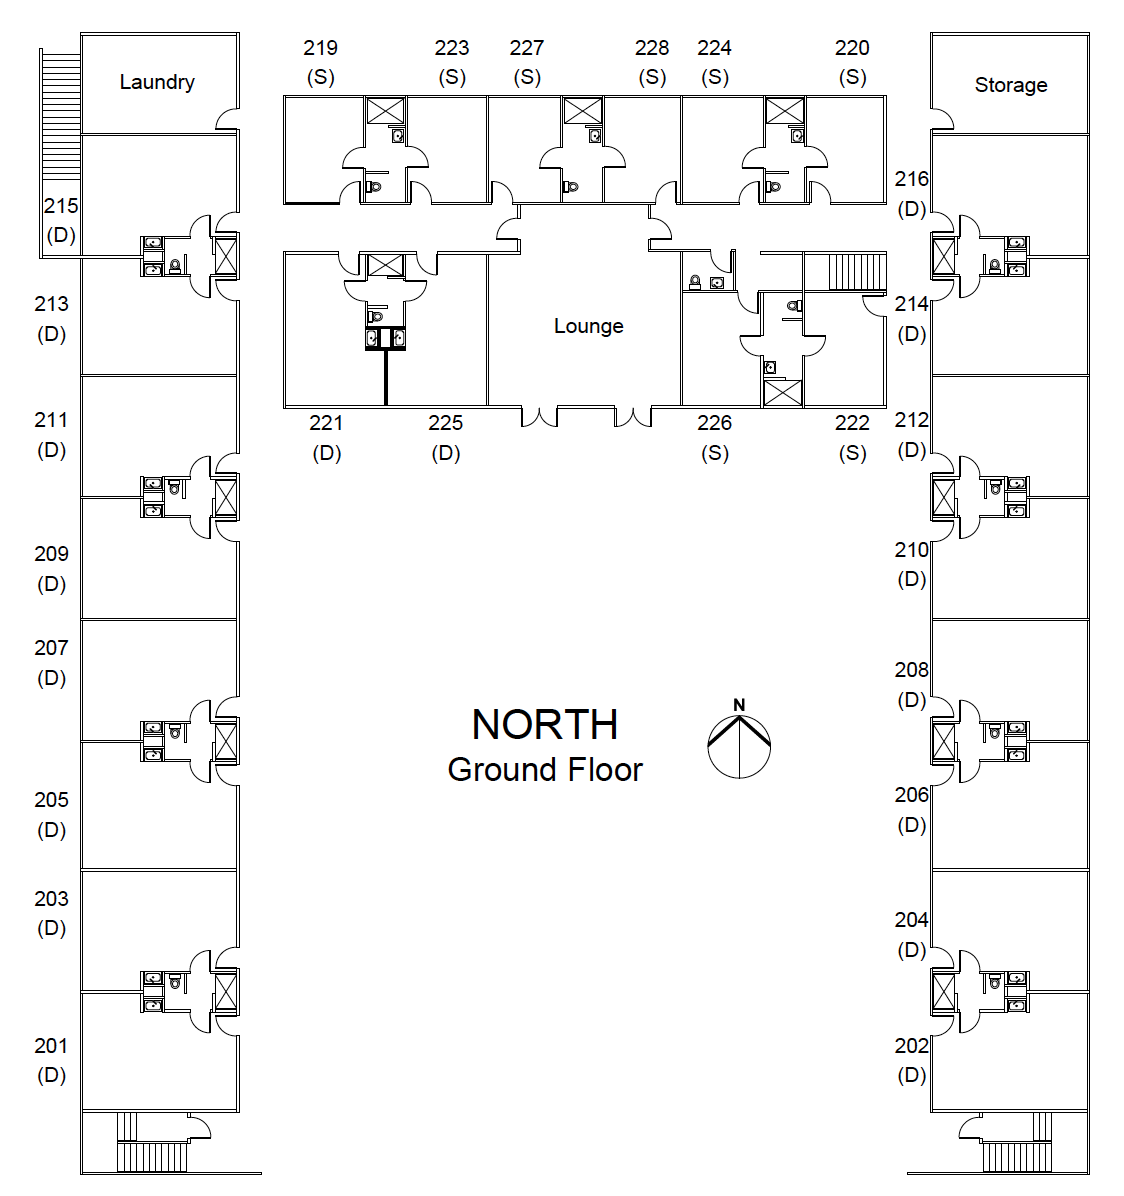 219 223 227 228 224 220
(S) (S) (S) (S) (S) (S)
Laundry
Storage
215
(D)
216
(D)
213
(D)
214
(D)
Lounge
211
(D)
221 225 226 222
(D) (D) (S) (S)
212
(D)
209
(D)
210
(D)
207
(D)
208
(D)
N
NORTH
Ground Floor
205
(D)
206
(D)
203
(D)
204
(D)
201
(D)
202
(D)